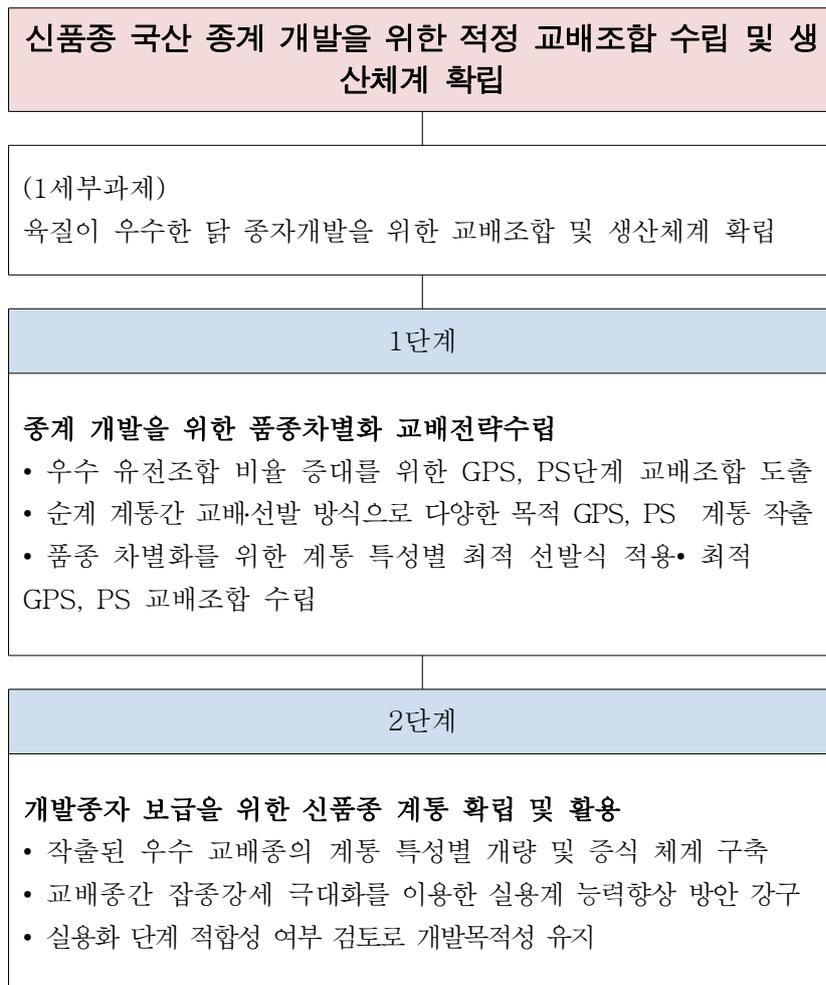 신품종 국산 종계 개발을 위한 적정 교배조합 수립 및 생
산체계 확립
(1세부과제)
육질이 우수한 닭 종자개발을 위한 교배조합 및 생산체계 확립
1단계
종계 개발을 위한 품종차별화 교배전략수립
• 우수 유전조합 비율 증대를 위한 GPS, PS단계 교배조합 도출
• 순계 계통간 교배·선발 방식으로 다양한 목적 GPS, PS 계통 작출
• 품종 차별화를 위한 계통 특성별 최적 선발식 적용• 최적
GPS, PS 교배조합 수립
2단계
개발종자 보급을 위한 신품종 계통 확립 및 활용
• 작출된 우수 교배종의 계통 특성별 개량 및 증식 체계 구축
• 교배종간 잡종강세 극대화를 이용한 실용계 능력향상 방안 강구
• 실용화 단계 적합성 여부 검토로 개발목적성 유지